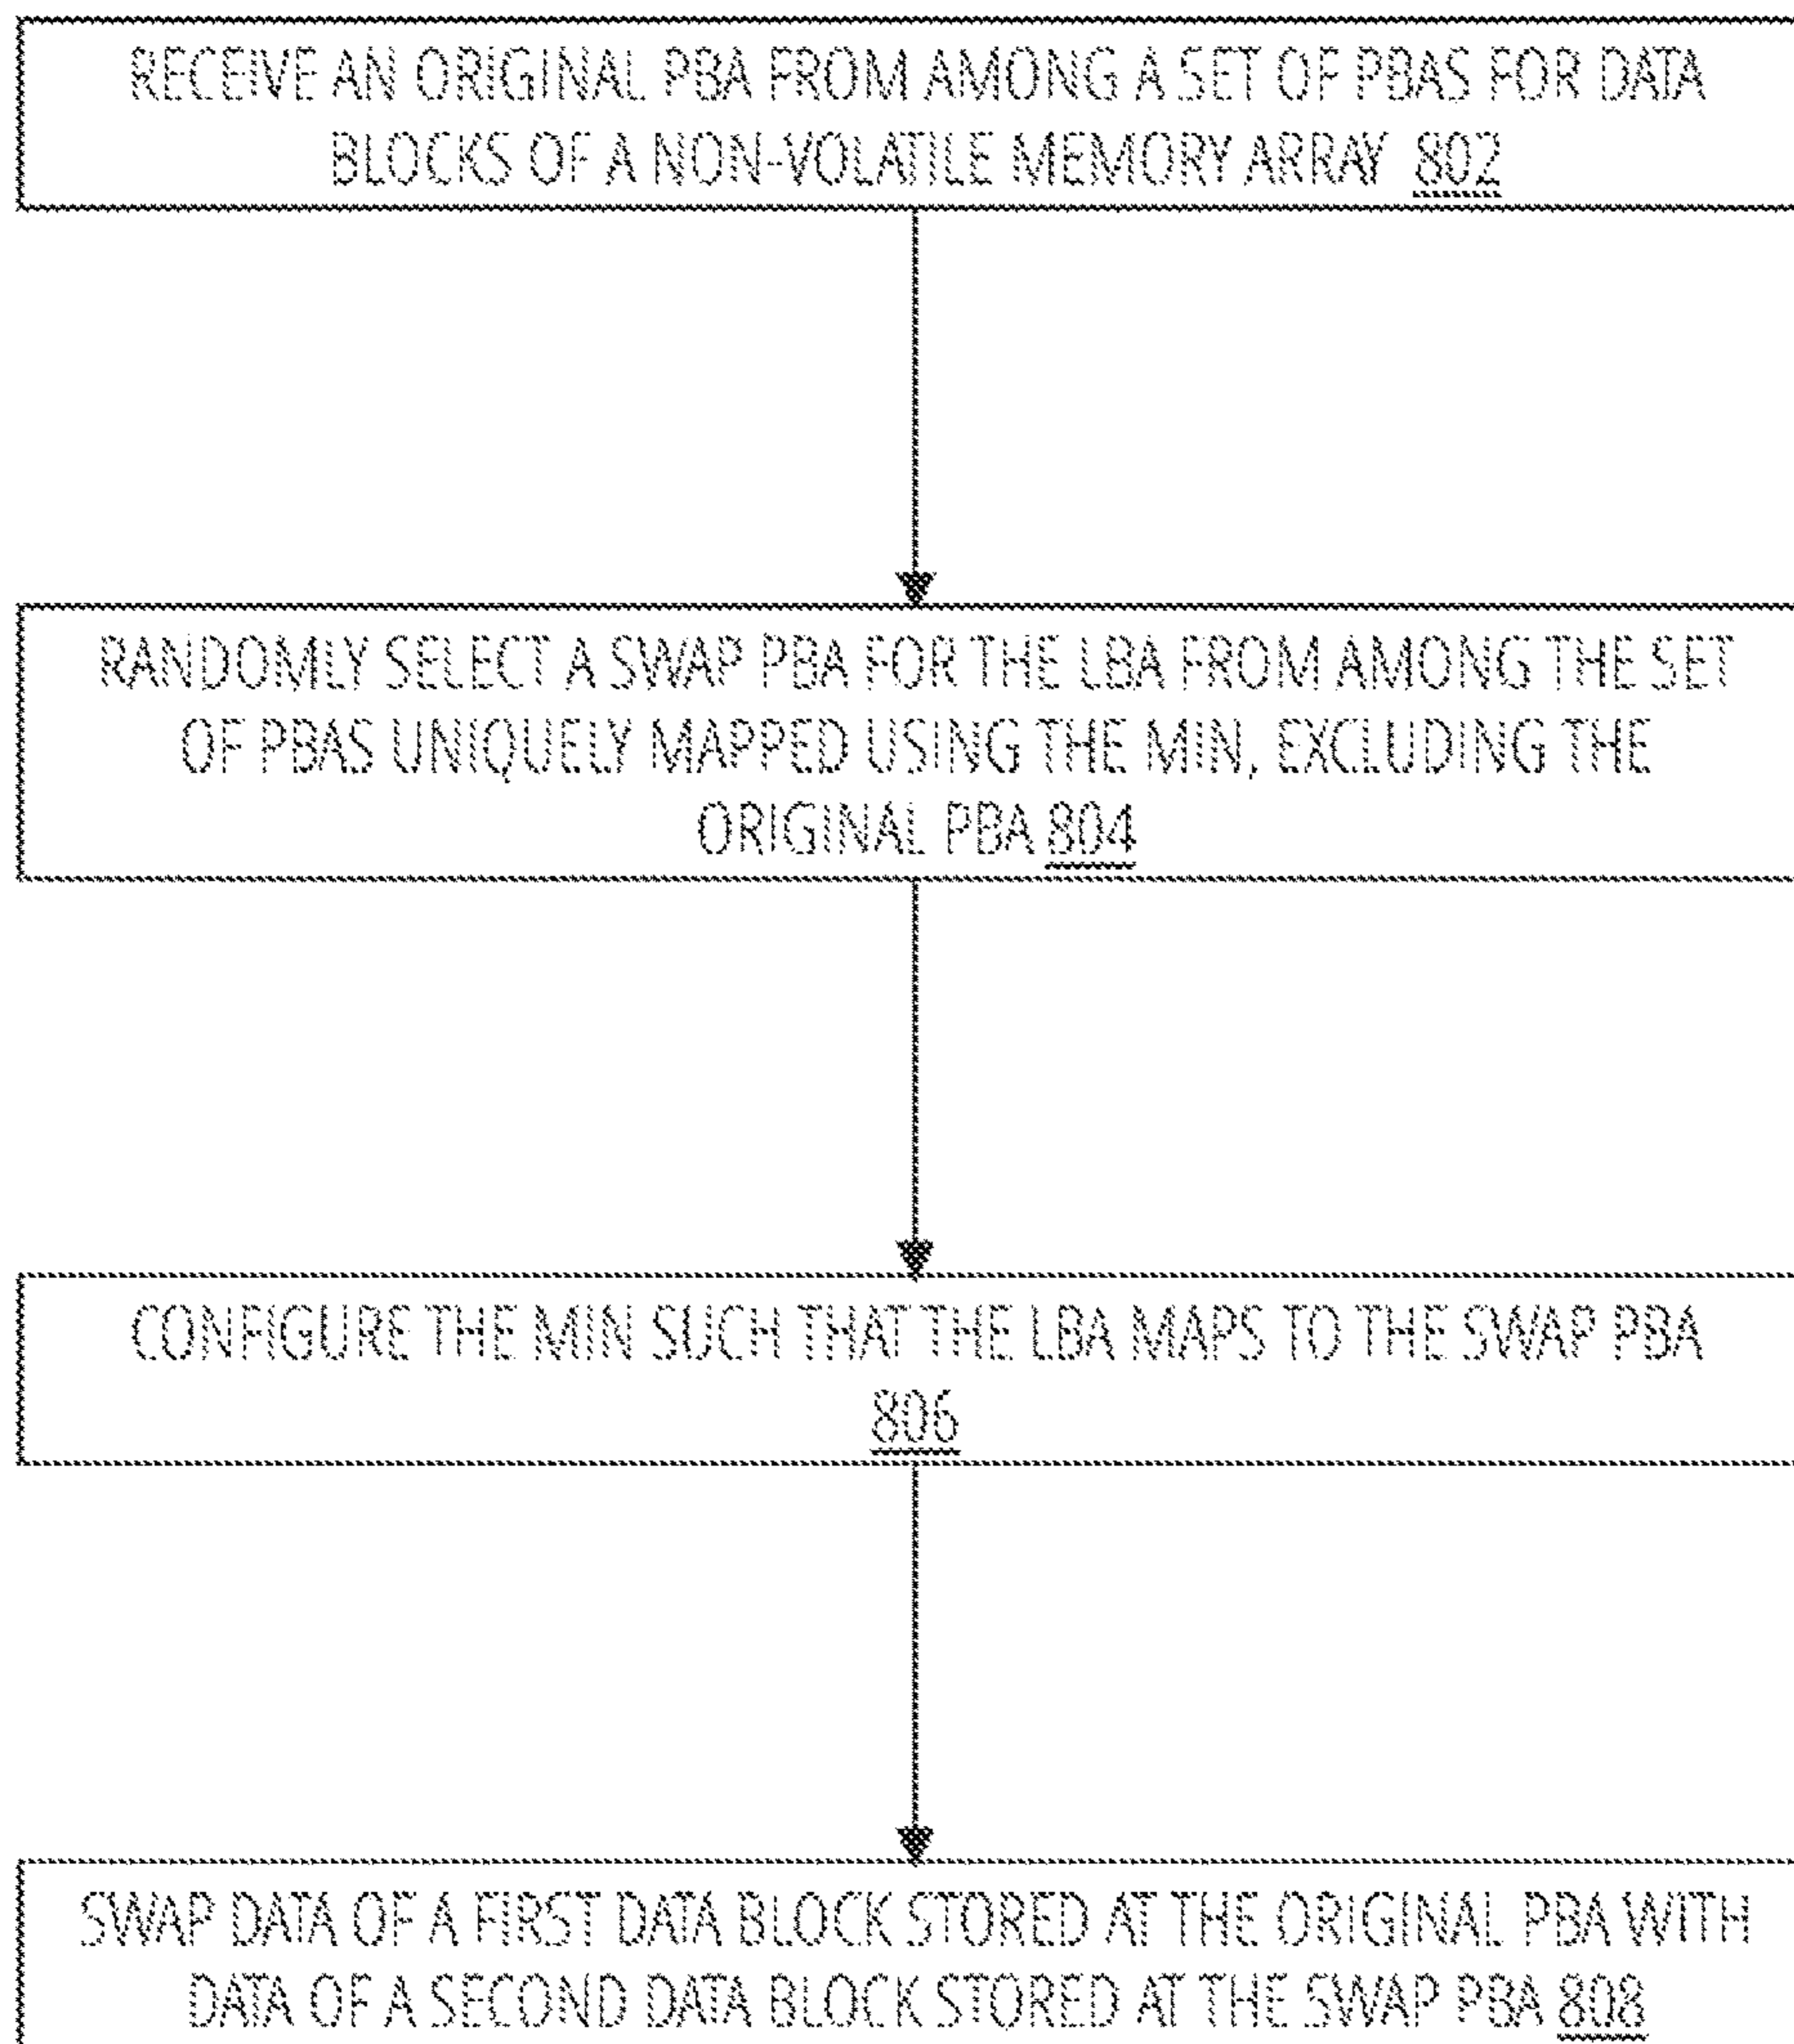 RECEIVE AN ORIGINAL PBA FROM AMONG A SET OF PBAS FOR DATA
BLOCKS OF A NON-VOLATILE MEMORY ARRAY 802
RANDOMLY SELECT A SWAP PBA FOR THE LBA FROM AMONG THE SET
OF PBAS UNIQUELY MAPPED USING THE MIN, EXCLUDING THE
ORIGINAL PBA 804
CONFIGURE THE MIN SUCH THAT THE LBA MAPS TO THE SWAP PBA
806
SWAP DATA OF A FIRST DATA BLOCK STORED AT THE ORIGINAL PBA WITH
DATA OF A SECOND DATA BLOCK STORED AT THE SWAP PBA 808